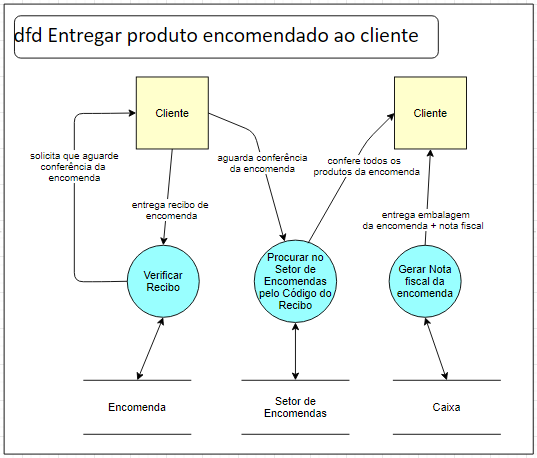 dfd Entregar produto encomendado ao cliente
Cliente
Cliente
solicita que aguarde
conferência da
encomenda
aguarda conferência
da encomenda
confere todos os
produtos da encomenda
entrega recibo de
encomenda
entrega embalagem
da encomenda + nota fiscal
Verificar
Recibo
Procurar no
Setor de
Encomendas
pelo Código do
Recibo
Gerar Nota
fiscal da
encomenda
Encomenda
Setor de
Encomendas
Caixa